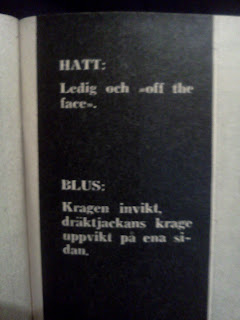 HATT:
Ledig och »off the
face».
BLUS:
Kragen invikt,
dräktjackans krage
uppvikt på ena si-
dan.